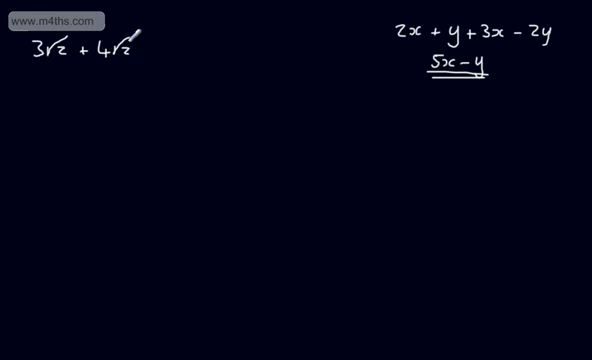 www.m4ths.com
3√2 + 4√2
2x + y + 3x - 2y
5x - y